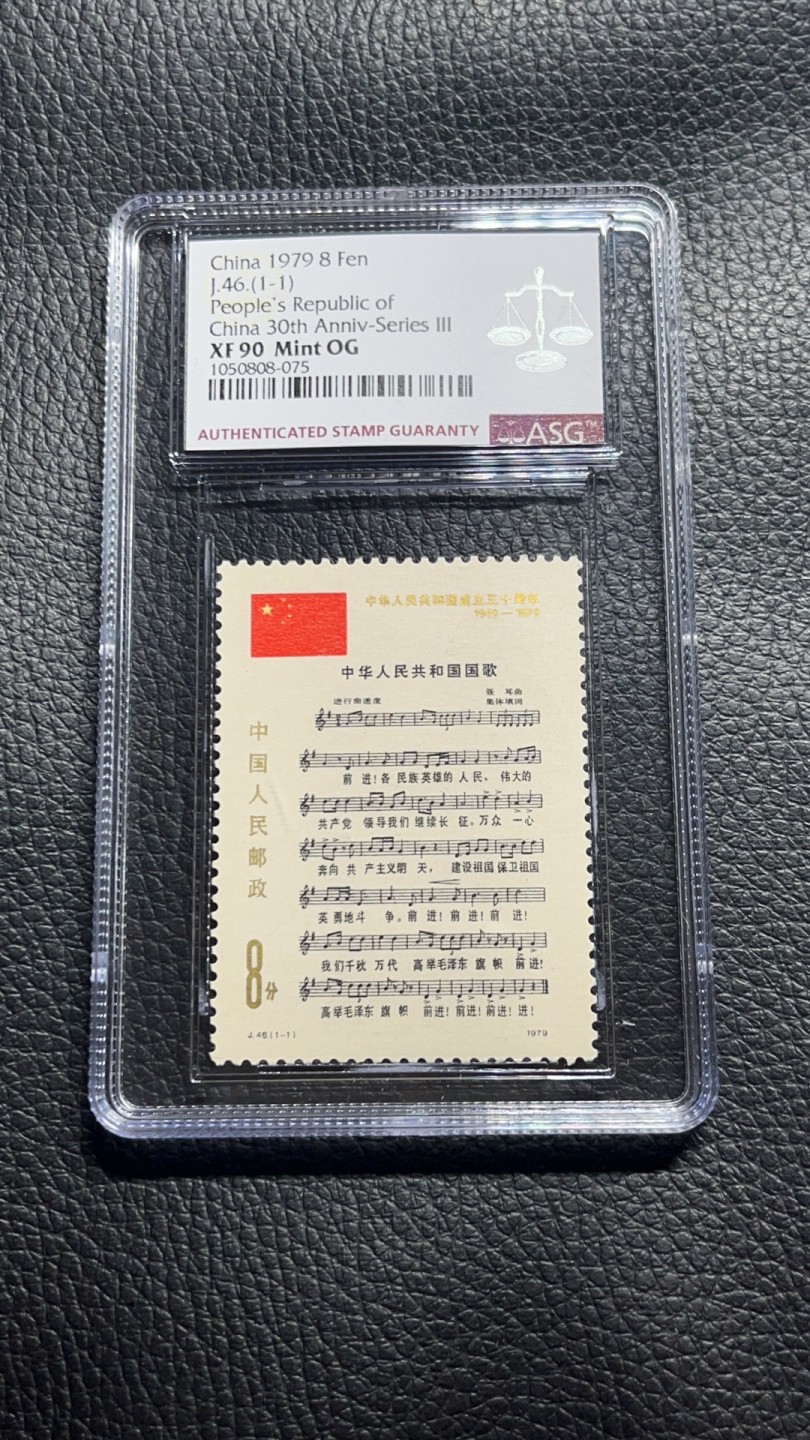 China 1979 8 Fen
J.46.(1-1)
People's Republic of
China 30th Anniv-Series III
XF 90 Mint OG
1050808-075
AUTHENTICATED STAMP GUARANTY
ASG™
中华人民共和国成立三十周年
1949—1979
中华人民共和国国歌
进行曲速度
聂 耳曲
集体填词
前 进!各 民族英雄的 人 民, 伟大的
共产党 领导我们 继续长 征。万众 一心
奔向 共 产主义明 天, 建设祖国 保卫祖国
英 勇地斗 争。前 进!前 进!前 进!
我们千秋 万代 高举毛泽东 旗 帜 前进!
高举毛泽东 旗 帜 前进!前进!前进!进!
中国人民邮政
8分
J.46(1-1)
1979